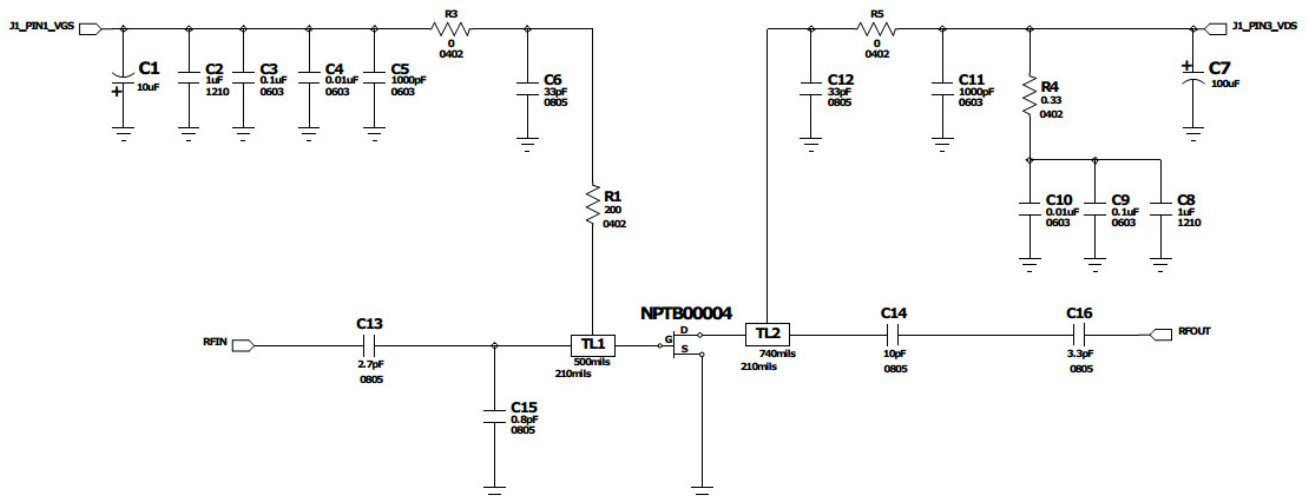 J1_PIN1_VGS
R3
0
0402
C1
10uF
+
C2
1uF
1210
C3
0.1uF
0603
C4
0.01uF
0603
C5
1000pF
0603
C6
33pF
0805
R1
200
0402
R5
0
0402
J1_PIN3_VDS
C12
33pF
0805
C11
1000pF
0603
R4
0.33
0402
+
C7
100uF
C10
0.01uF
0603
C9
0.1uF
0603
C8
1uF
1210
RFIN
C13
2.7pF
0805
C15
0.8pF
0805
TL1
500mils
210mils
NPTB00004
G
D
S
TL2
740mils
210mils
C14
10pF
0805
C16
3.3pF
0805
RFOUT